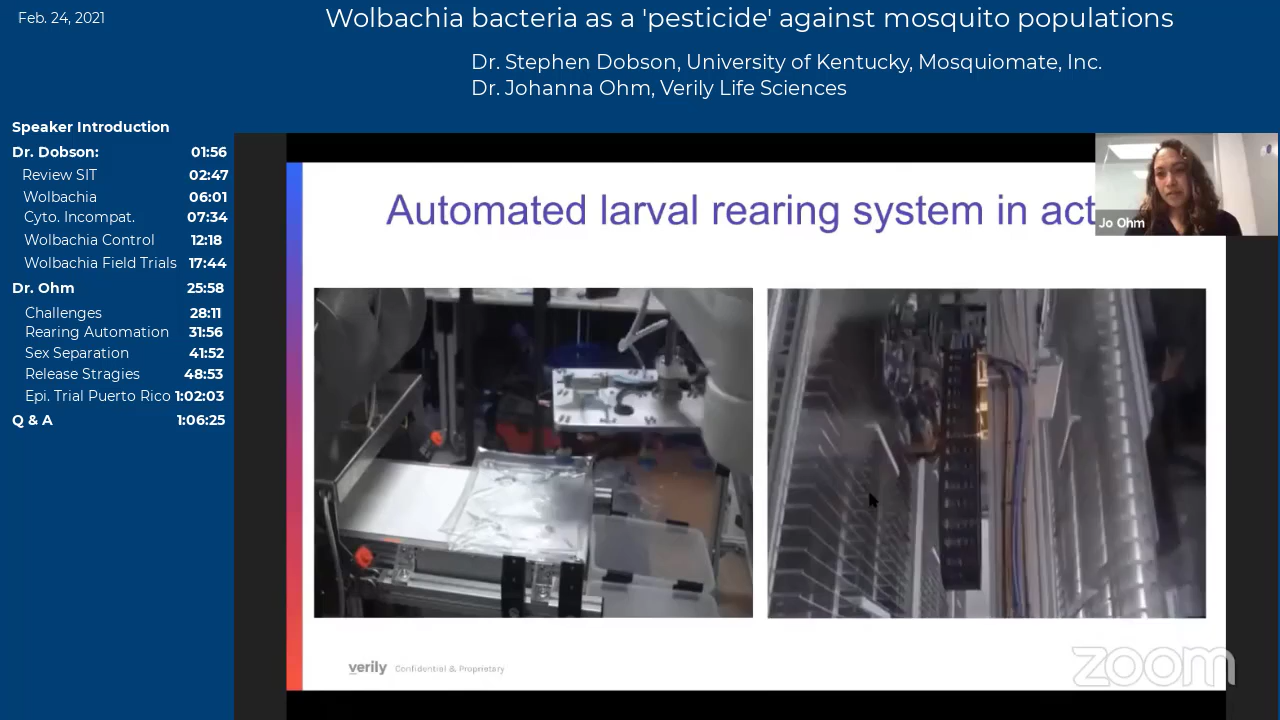 Feb. 24, 2021
Wolbachia bacteria as a 'pesticide' against mosquito populations
Dr. Stephen Dobson, University of Kentucky, Mosquiomate, Inc.
Dr. Johanna Ohm, Verily Life Sciences
Speaker Introduction
Dr. Dobson: 01:56
Review SIT 02:47
Wolbachia 06:01
Cyto. Incompat. 07:34
Wolbachia Control 12:18
Wolbachia Field Trials 17:44
Dr. Ohm 25:58
Challenges 28:11
Rearing Automation 31:56
Sex Separation 41:52
Release Stragies 48:53
Epi. Trial Puerto Rico 1:02:03
Q & A 1:06:25
Automated larval rearing system in act
Jo Ohm
verily Confidential & Proprietary
zoom